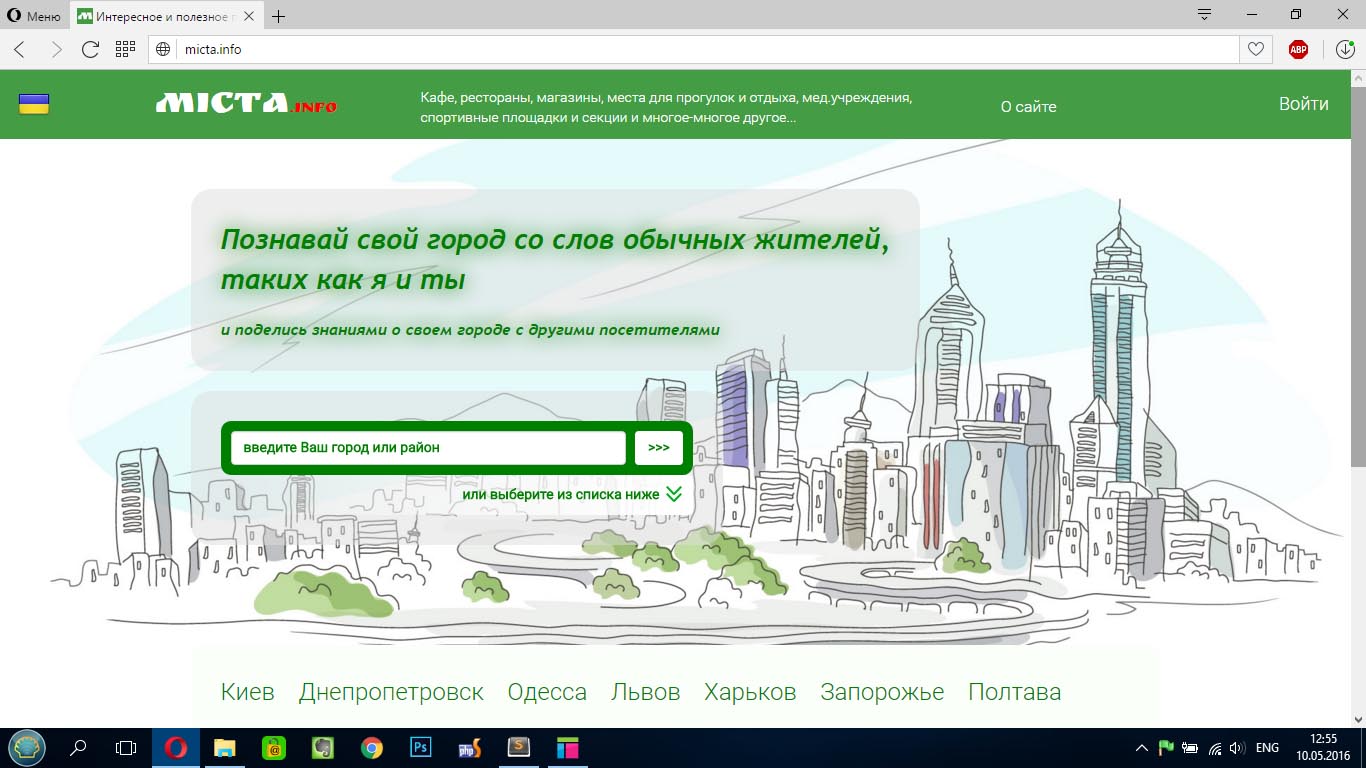 Меню
Интересное и полезное
micta.info
ABP
МІСТА.INFO
Кафе, рестораны, магазины, места для прогулок и отдыха, мед.учреждения,
спортивные площадки и секции и многое-многое другое...
О сайте
Войти
Познавай свой город со слов обычных жителей,
таких как я и ты
и поделись знаниями о своем городе с другими посетителями
введите Ваш город или район
>>>
или выберите из списка ниже
Киев Днепропетровск Одесса Львов Харьков Запорожье Полтава
Ps
php
S
ENG
12:55
10.05.2016